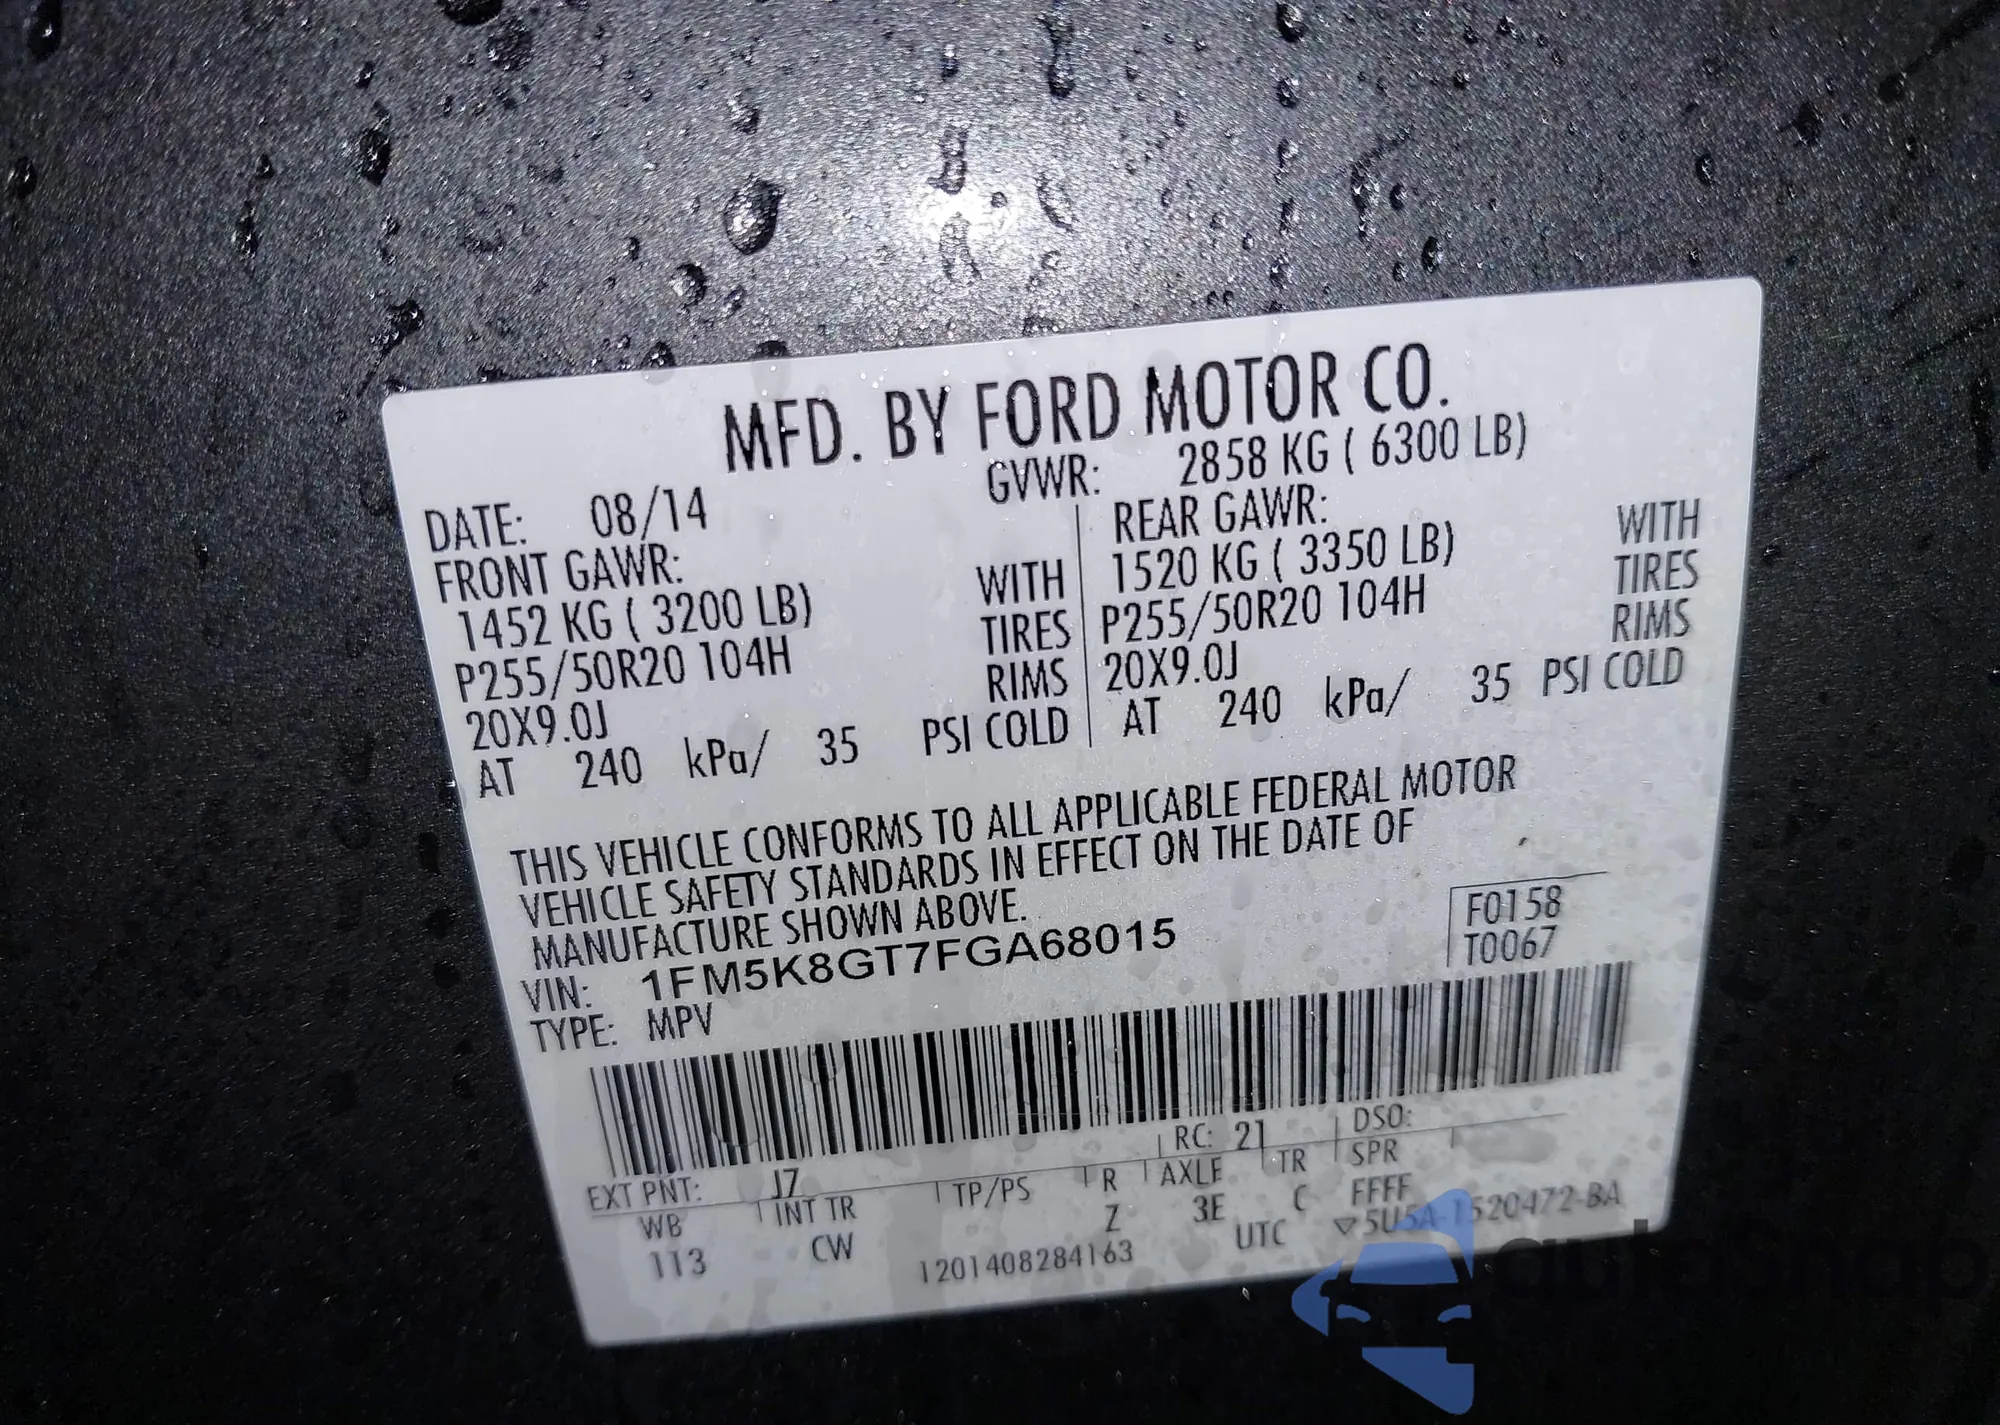 MFD. BY FORD MOTOR CO.
DATE: 08/14 GVWR: 2858 KG ( 6300 LB)
FRONT GAWR: REAR GAWR:
1452 KG ( 3200 LB) WITH 1520 KG ( 3350 LB) WITH
P255/50R20 104H TIRES P255/50R20 104H TIRES
20X9.0J RIMS 20X9.0J RIMS
AT 240 kPa/ 35 PSI COLD AT 240 kPa/ 35 PSI COLD
THIS VEHICLE CONFORMS TO ALL APPLICABLE FEDERAL MOTOR
VEHICLE SAFETY STANDARDS IN EFFECT ON THE DATE OF
MANUFACTURE SHOWN ABOVE.
VIN: 1FM5K8GT7FGA68015
TYPE: MPV
F0158
T0067
EXT PNT: J7 RC: 21 DSO:
WB INT TR TP/PS R AXLE TR SPR
113 CW Z 3E C FFFF
1201408284163 UTC ▽5U5A-1520472-BA
autoshop